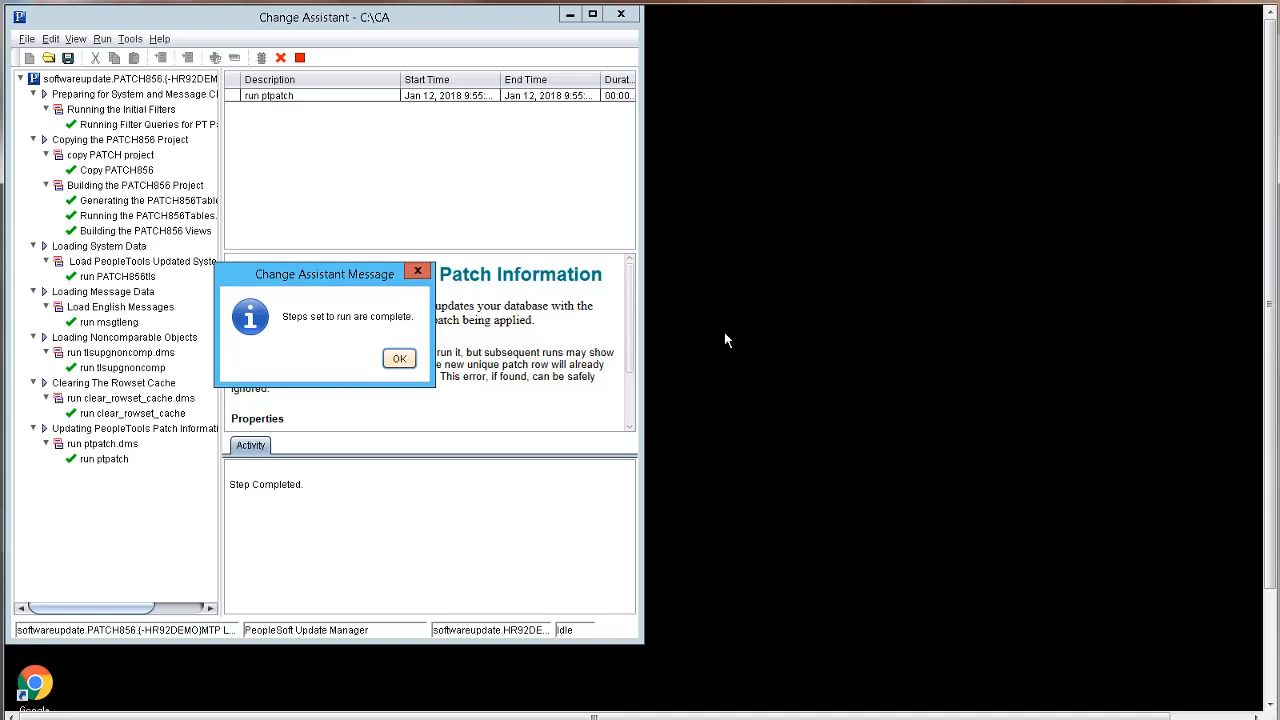 Change Assistant - C:\CA
File Edit View Run Tools Help
softwareupdate.PATCH856.{-HR92DEM
Preparing for System and Message Cl
Running the Initial Filters
Running Filter Queries for PT Pa
Copying the PATCH856 Project
copy PATCH project
Copy PATCH856
Building the PATCH856 Project
Generating the PATCH856Table
Running the PATCH856Tables.
Building the PATCH856 Views
Loading System Data
Load PeopleTools Updated Syste
run PATCH856tls
Loading Message Data
Load English Messages
run msgtleng
Loading Noncomparable Objects
run tlsupgnoncomp.dms
run tlsupgnoncomp
Clearing The Rowset Cache
run clear_rowset_cache.dms
run clear_rowset_cache
Updating PeopleTools Patch Informati
run ptpatch.dms
run ptpatch
Description Start Time End Time Durat...
run ptpatch Jan 12, 2018 9:55:... Jan 12, 2018 9:55:... 00:00...
Patch Information
updates your database with the
patch being applied.
run it, but subsequent runs may show
e new unique patch row will already
This error, if found, can be safely
ignored.
Properties
Change Assistant Message
Steps set to run are complete.
OK
Activity
Step Completed.
softwareupdate.PATCH856.{-HR92DEMO}MTP L... PeopleSoft Update Manager softwareupdate.HR92DE... Idle